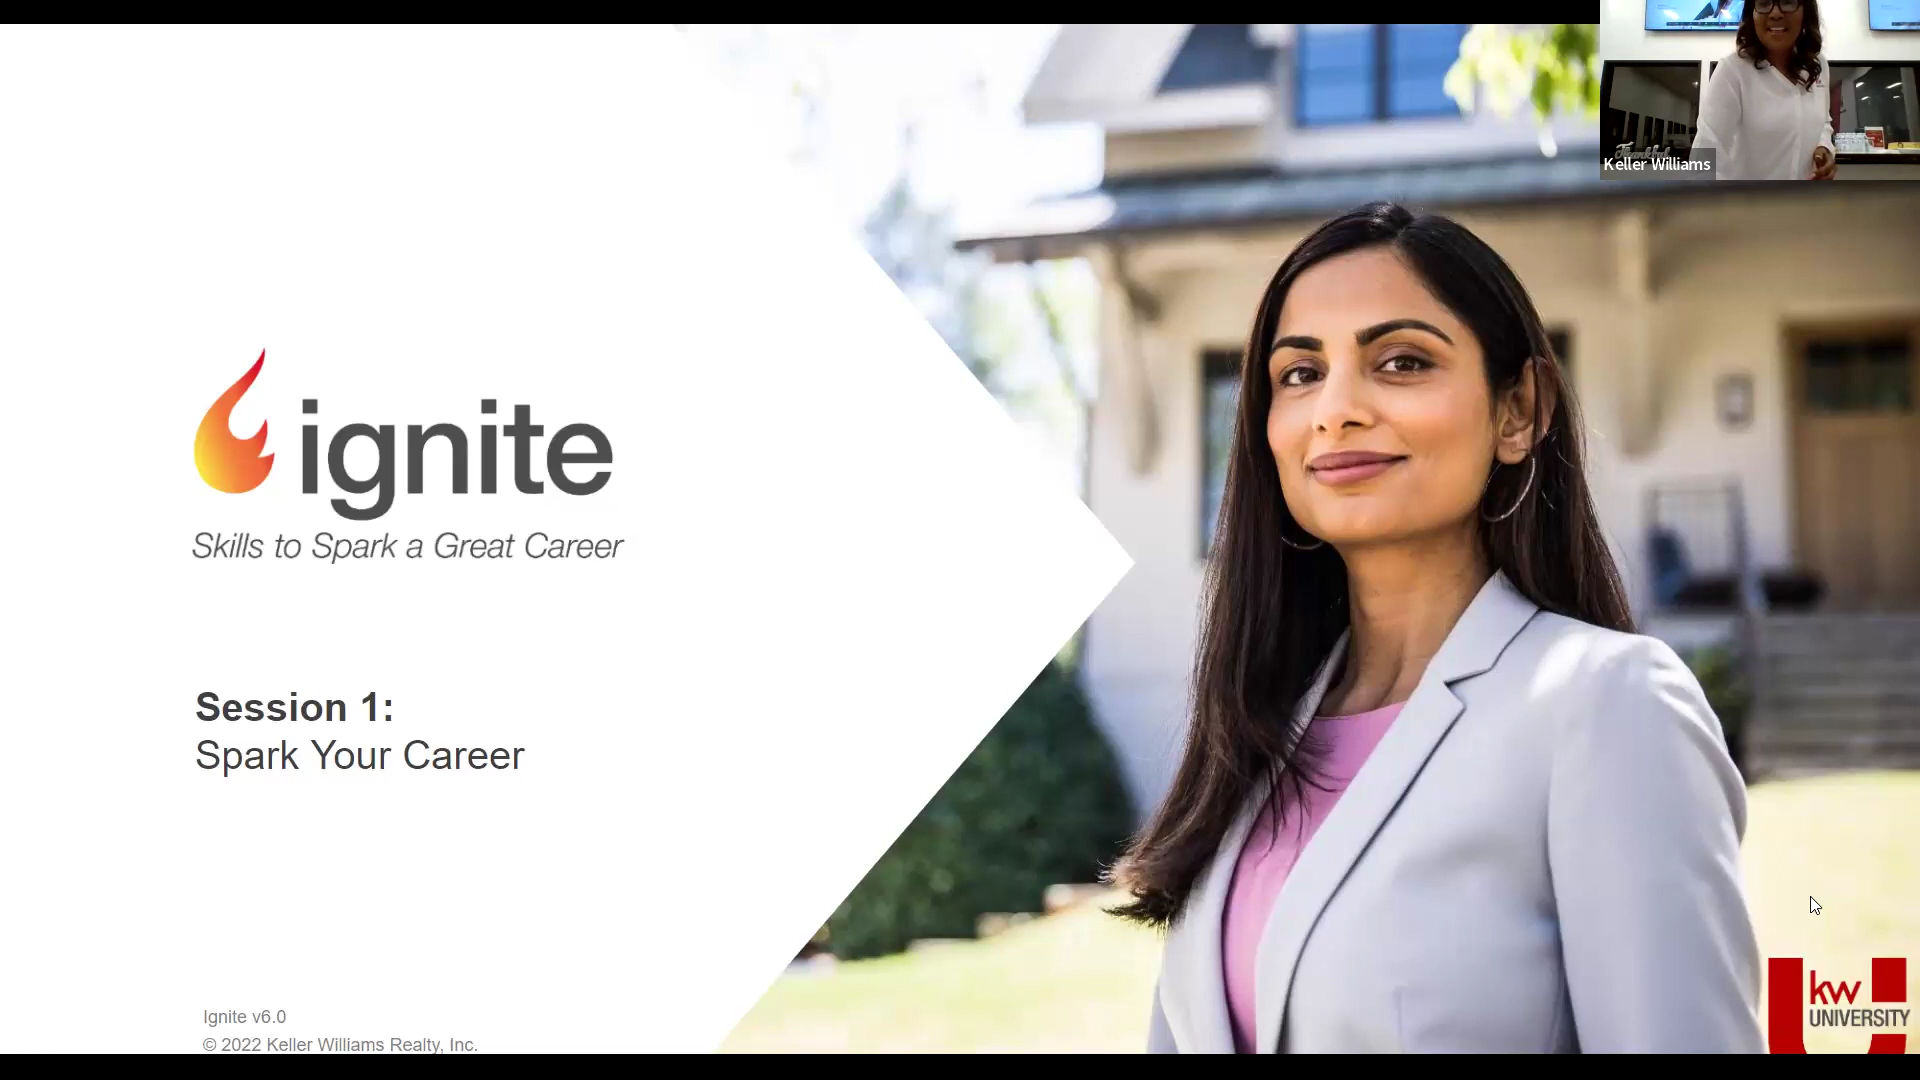 Keller Williams
Thankful
ignite
Skills to Spark a Great Career
Session 1:
Spark Your Career
Ignite v6.0
© 2022 Keller Williams Realty, Inc.
kw
UNIVERSITY